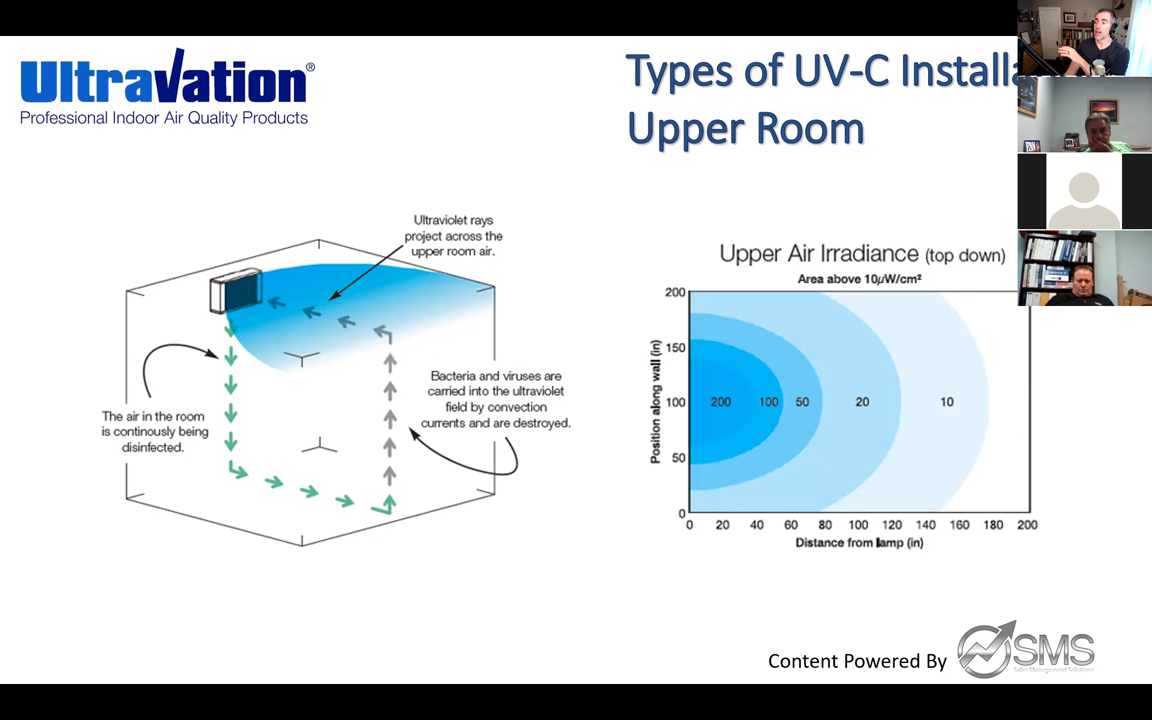 Ultravation®
Professional Indoor Air Quality Products
Types of UV-C Installa
Upper Room
Ultraviolet rays
project across the
upper room air.
The air in the room
is continously being
disinfected.
Bacteria and viruses are
carried into the ultraviolet
field by convection
currents and are destroyed.
Upper Air Irradiance (top down)
Area above 10µW/cm²
Position along wall (in)
200
150
100
50
0
200 100 50 20 10
0 20 40 60 80 100 120 140 160 180 200
Distance from lamp (in)
Content Powered By
SMS
Sales Management Solutions